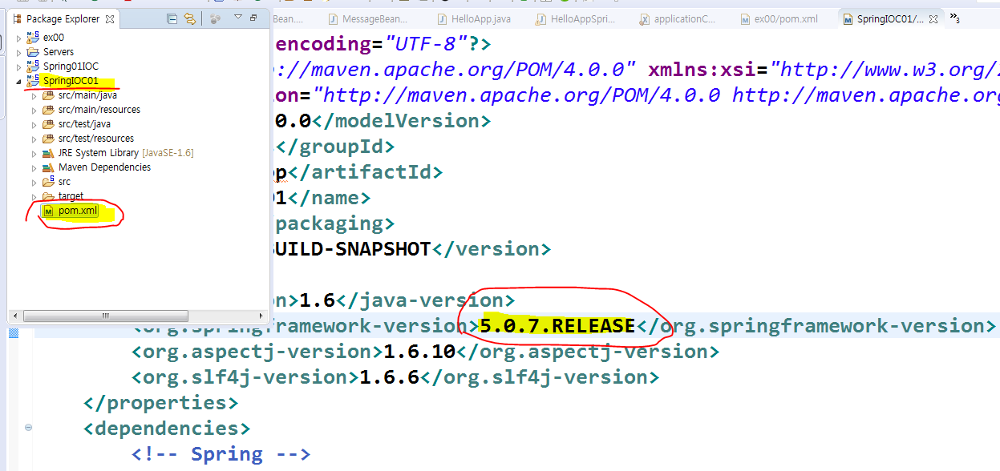 Package Explorer
ex00
Servers
Spring01IOC
SpringIOC01
src/main/java
src/main/resources
src/test/java
src/test/resources
JRE System Library [JavaSE-1.6]
Maven Dependencies
src
target
pom.xml
Bean....
MessageBean....
HelloApp.java
HelloAppSpri...
applicationC...
ex00/pom.xml
SpringIOC01/...
»3
encoding="UTF-8"?>
://maven.apache.org/POM/4.0.0" xmlns:xsi="http://www.w3.org/
ion="http://maven.apache.org/POM/4.0.0 http://maven.apache.org
0.0</modelVersion>
</groupId>
pp</artifactId>
01</name>
packaging>
BUILD-SNAPSHOT</version>
on>1.6</java-version>
<org.springframework-version>5.0.7.RELEASE</org.springframework-version>
<org.aspectj-version>1.6.10</org.aspectj-version>
<org.slf4j-version>1.6.6</org.slf4j-version>
</properties>
<dependencies>
<!-- Spring -->